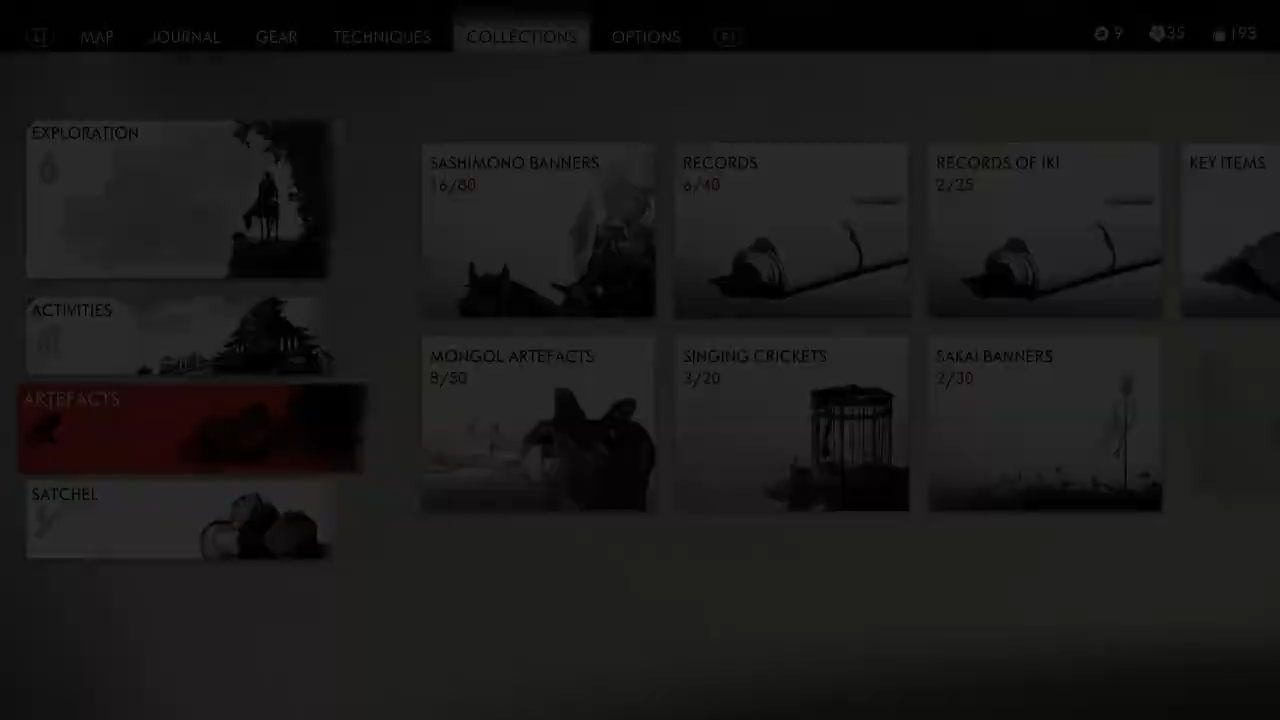 L1 MAP JOURNAL GEAR TECHNIQUES COLLECTIONS OPTIONS R1 9 35 193
EXPLORATION
ACTIVITIES
ARTEFACTS
SATCHEL
SASHIMONO BANNERS
16/80
RECORDS
6/40
RECORDS OF IKI
2/25
KEY ITEMS
MONGOL ARTEFACTS
8/50
SINGING CRICKETS
3/20
SAKAI BANNERS
2/30